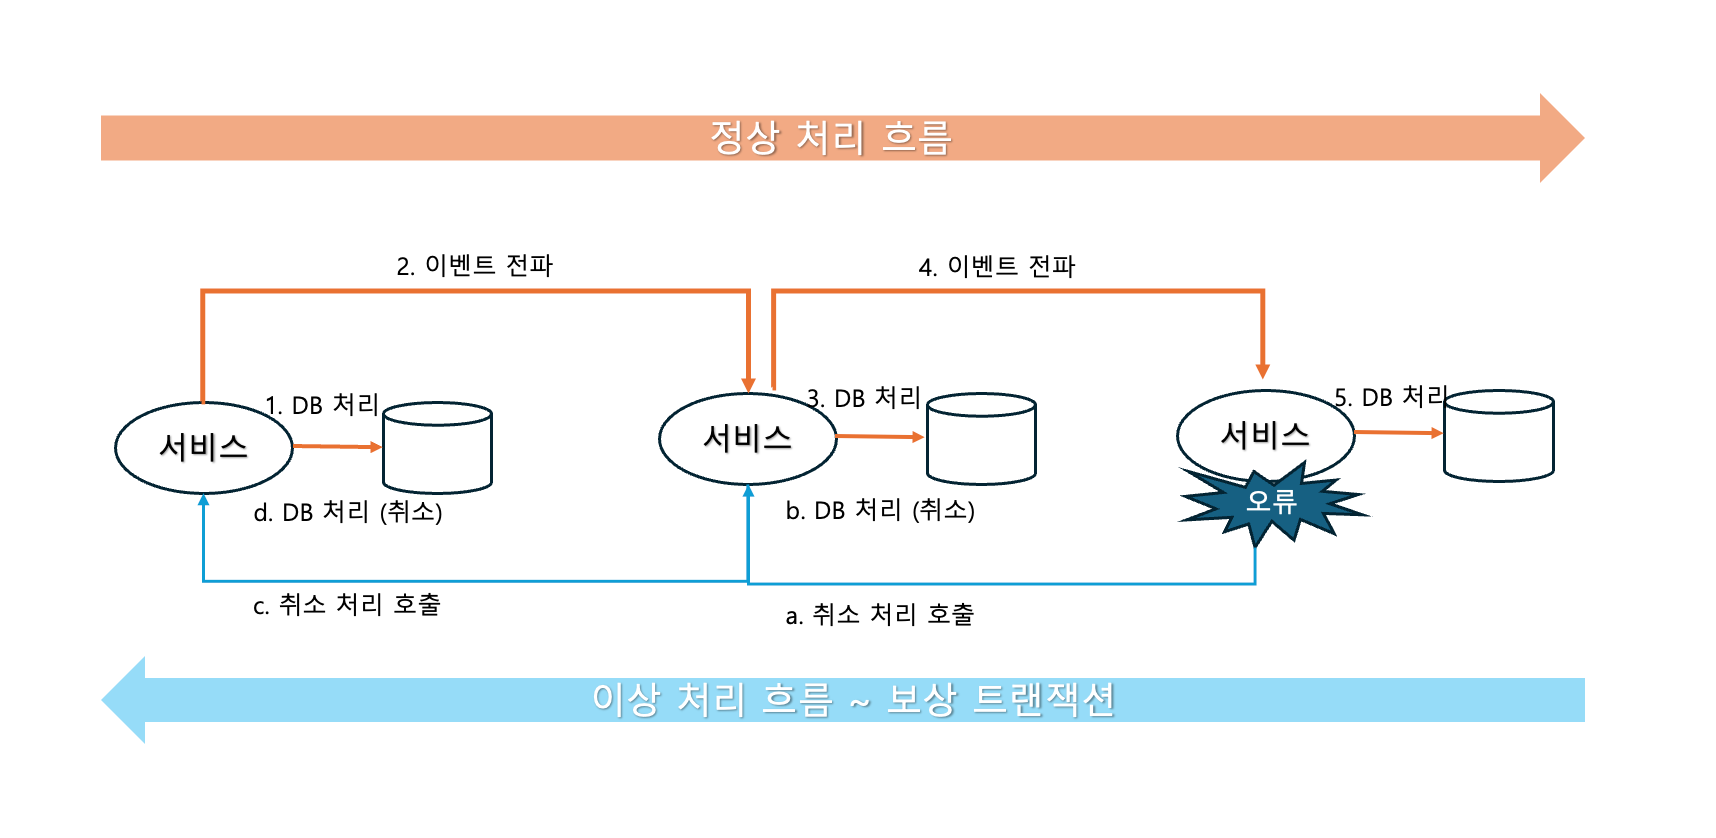 정상 처리 흐름
2. 이벤트 전파
4. 이벤트 전파
1. DB 처리
3. DB 처리
5. DB 처리
서비스
서비스
서비스
오류
d. DB 처리 (취소)
b. DB 처리 (취소)
c. 취소 처리 호출
a. 취소 처리 호출
이상 처리 흐름 ~ 보상 트랜잭션